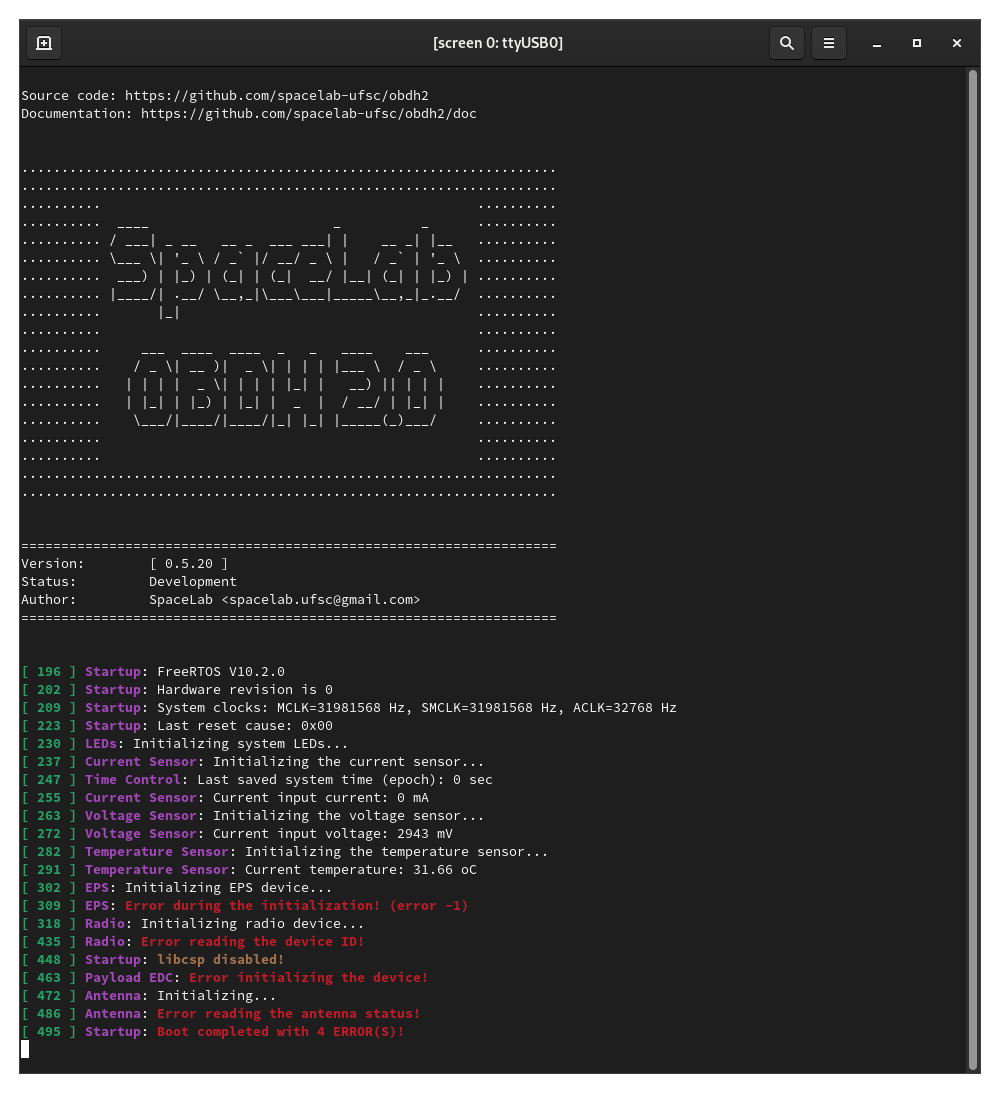 [screen 0: ttyUSB0]
Source code: https://github.com/spacelab-ufsc/obdh2
Documentation: https://github.com/spacelab-ufsc/obdh2/doc
SpaceLab
OBDH 2.0
===================================================================
Version:        [ 0.5.20 ]
Status:         Development
Author:         SpaceLab <spacelab.ufsc@gmail.com>
===================================================================
[ 196 ] Startup: FreeRTOS V10.2.0
[ 202 ] Startup: Hardware revision is 0
[ 209 ] Startup: System clocks: MCLK=31981568 Hz, SMCLK=31981568 Hz, ACLK=32768 Hz
[ 223 ] Startup: Last reset cause: 0x00
[ 230 ] LEDs: Initializing system LEDs...
[ 237 ] Current Sensor: Initializing the current sensor...
[ 247 ] Time Control: Last saved system time (epoch): 0 sec
[ 255 ] Current Sensor: Current input current: 0 mA
[ 263 ] Voltage Sensor: Initializing the voltage sensor...
[ 272 ] Voltage Sensor: Current input voltage: 2943 mV
[ 282 ] Temperature Sensor: Initializing the temperature sensor...
[ 291 ] Temperature Sensor: Current temperature: 31.66 oC
[ 302 ] EPS: Initializing EPS device...
[ 309 ] EPS: Error during the initialization! (error -1)
[ 318 ] Radio: Initializing radio device...
[ 435 ] Radio: Error reading the device ID!
[ 448 ] Startup: libcsp disabled!
[ 463 ] Payload EDC: Error initializing the device!
[ 472 ] Antenna: Initializing...
[ 486 ] Antenna: Error reading the antenna status!
[ 495 ] Startup: Boot completed with 4 ERROR(S)!